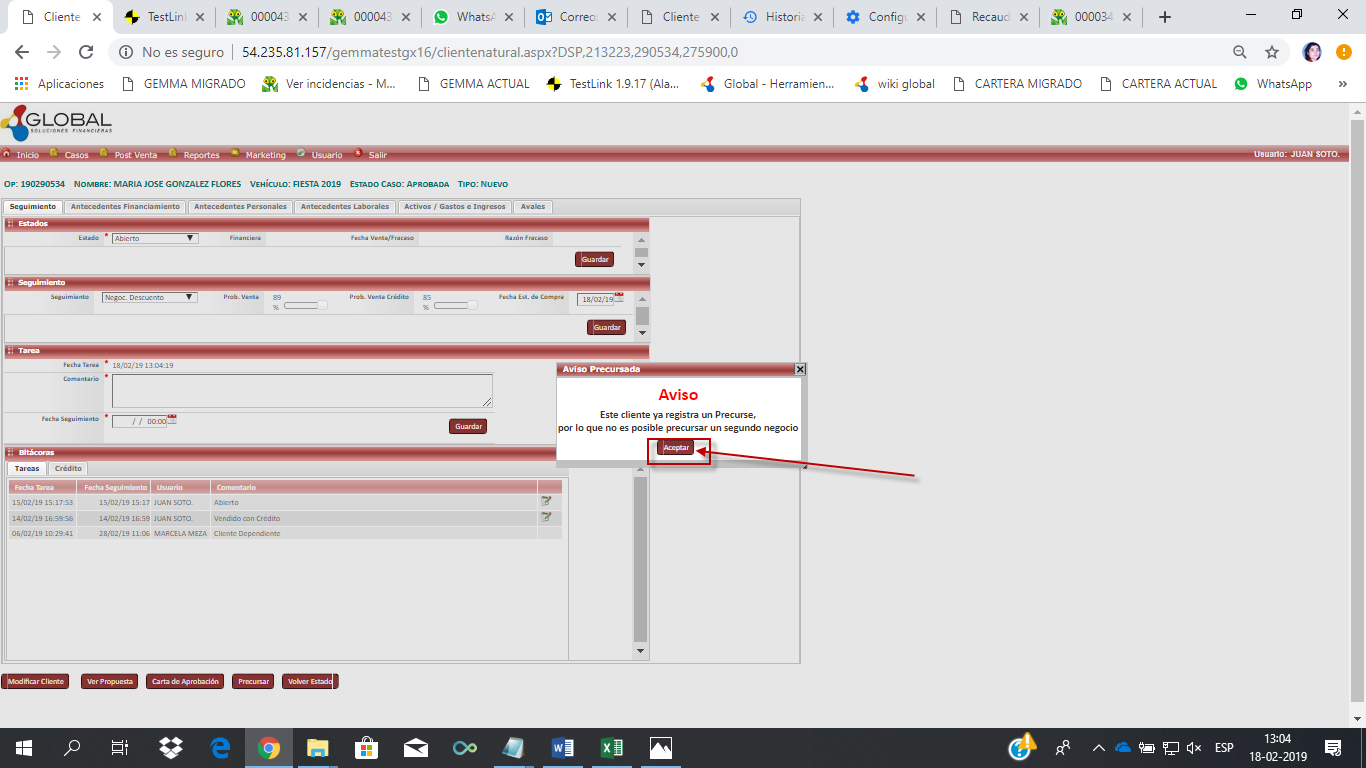 Cliente
TestLink
000043
000043
WhatsA
Correo
Cliente
Historia
Configu
Recaud
000034
No es seguro
54.235.81.157/gemmatestgx16/clientenatural.aspx?DSP,213223,290534,275900,0
Aplicaciones
GEMMA MIGRADO
Ver incidencias - M...
GEMMA ACTUAL
TestLink 1.9.17 (Ala...
Global - Herramien...
wiki global
CARTERA MIGRADO
CARTERA ACTUAL
WhatsApp
»
GLOBAL
SOLUCIONES FINANCIERAS
Inicio Casos Post Venta Reportes Marketing Usuario Salir
Usuario: JUAN SOTO.
Op: 190290534 Nombre: MARIA JOSE GONZALEZ FLORES Vehículo: FIESTA 2019 Estado Caso: Aprobada Tipo: Nuevo
Seguimiento Antecedentes Financiamiento Antecedentes Personales Antecedentes Laborales Activos / Gastos e Ingresos Avales
Estados
Estado * Abierto Financiera Fecha Venta/Fracaso Razón Fracaso
Guardar
Seguimiento
Seguimiento Negoc. Descuento Prob. Venta 89 % Prob. Venta Crédito 85 % Fecha Est. de Compra 18/02/19
Guardar
Tarea
Fecha Tarea * 18/02/19 13:04:19
Comentario *
Fecha Seguimiento * / / 00:00
Guardar
Aviso Precursada
Aviso
Este cliente ya registra un Precurse,
por lo que no es posible precursar un segundo negocio
Aceptar
Bitácoras
Tareas Crédito
Fecha Tarea Fecha Seguimiento Usuario Comentario
15/02/19 15:17:53 15/02/19 15:17 JUAN SOTO. Abierto
14/02/19 16:59:56 14/02/19 16:59 JUAN SOTO. Vendido con Crédito
06/02/19 10:29:41 28/02/19 11:06 MARCELA MEZA Cliente Dependiente
Modificar Cliente Ver Propuesta Carta de Aprobación Precursar Volver Estado
ESP
13:04
18-02-2019